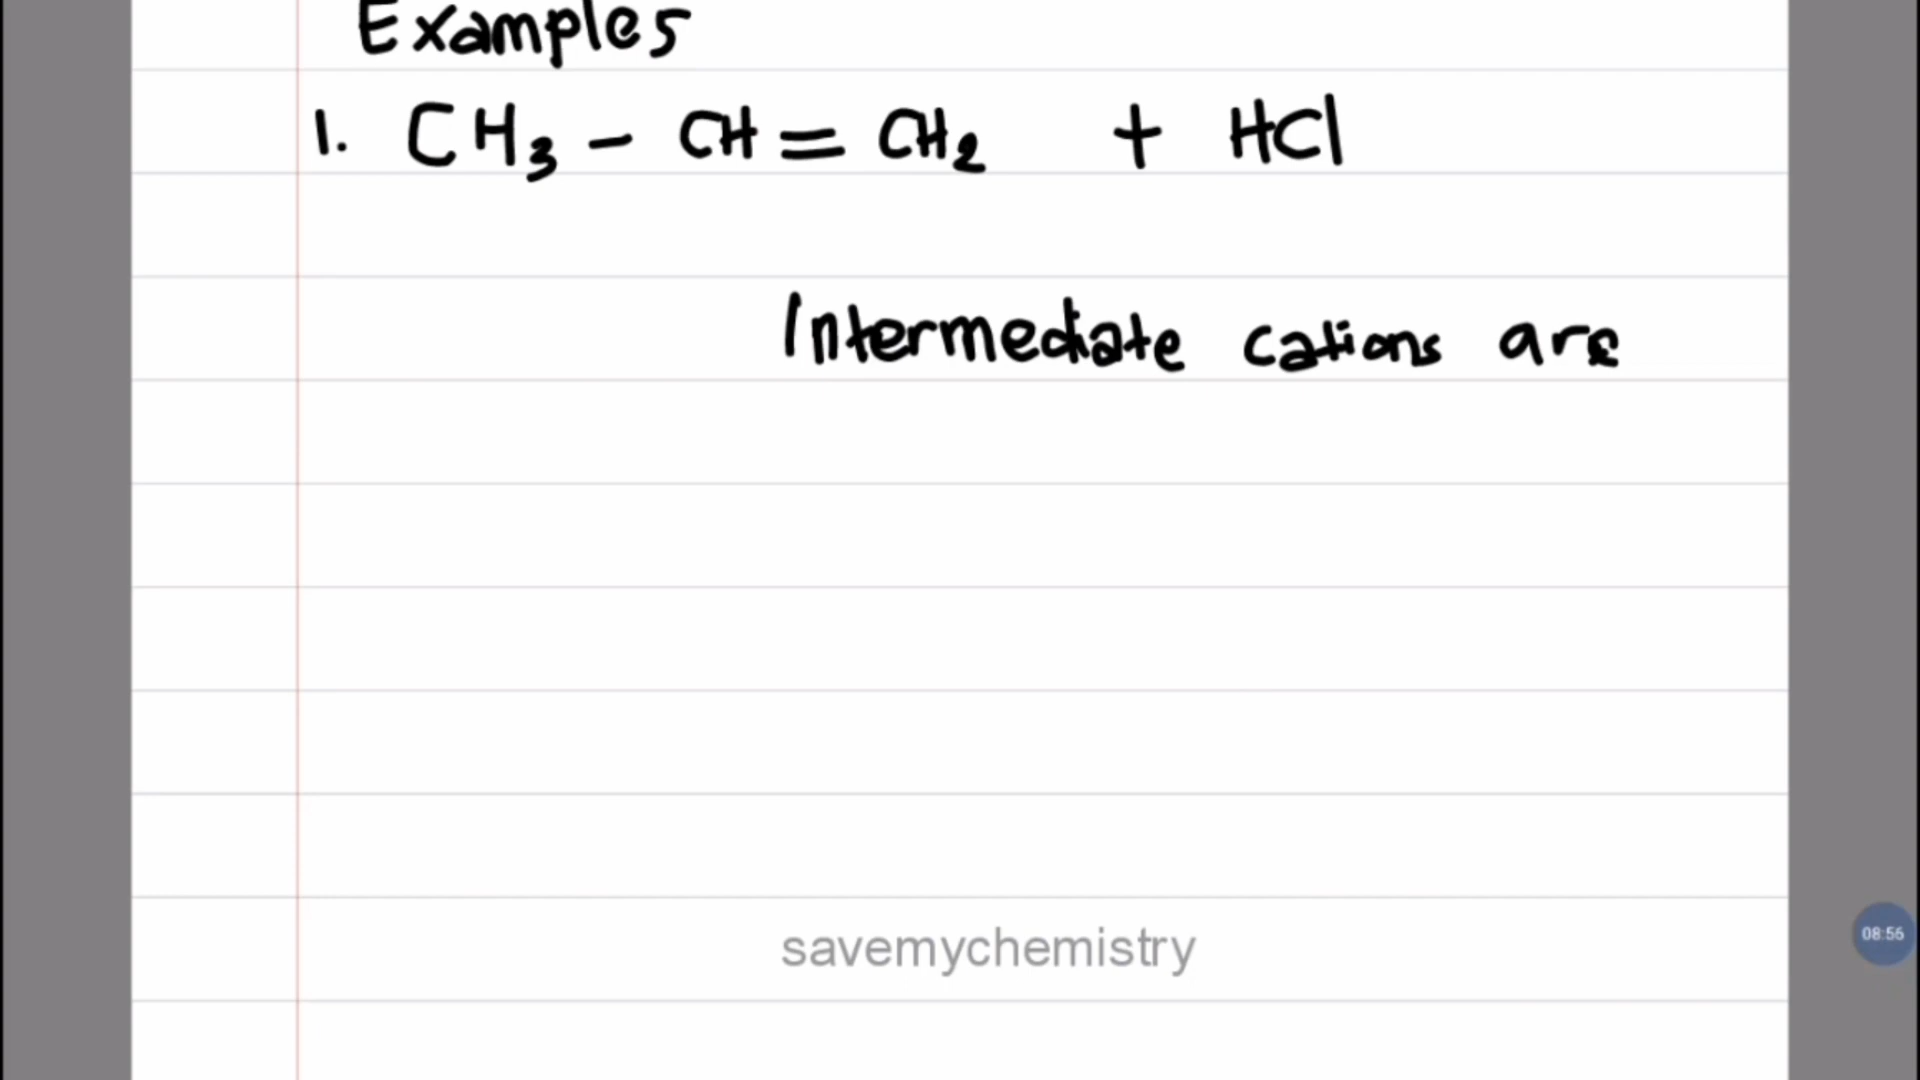 Examples
1. CH₃ - CH = CH₂ + HCl
Intermediate cations are
savemychemistry
08:56